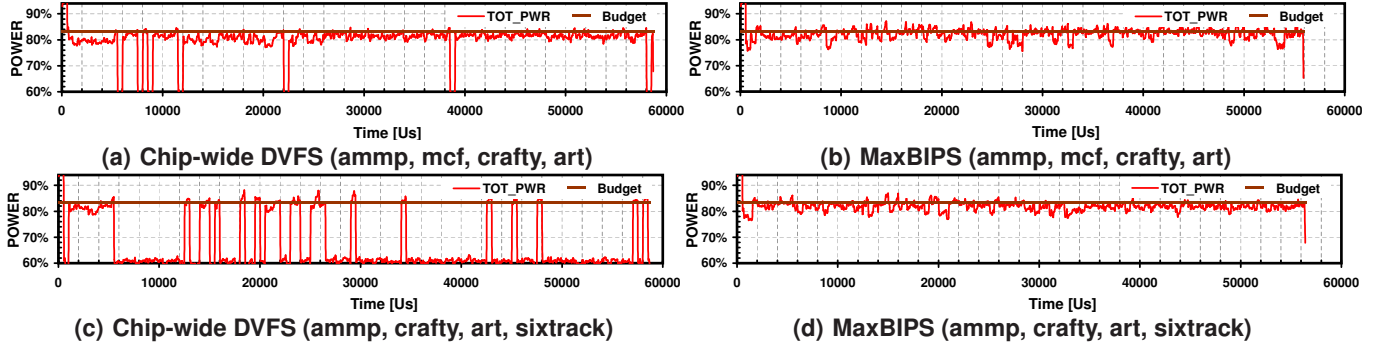 POWER
90%
80%
70%
60%
TOT_PWR
Budget
0
10000
20000
30000
40000
50000
60000
Time [Us]
(a) Chip-wide DVFS (ammp, mcf, crafty, art)
POWER
90%
80%
70%
60%
TOT_PWR
Budget
0
10000
20000
30000
40000
50000
60000
Time [Us]
(b) MaxBIPS (ammp, mcf, crafty, art)
POWER
90%
80%
70%
60%
TOT_PWR
Budget
0
10000
20000
30000
40000
50000
60000
Time [Us]
(c) Chip-wide DVFS (ammp, crafty, art, sixtrack)
POWER
90%
80%
70%
60%
TOT_PWR
Budget
0
10000
20000
30000
40000
50000
60000
Time [Us]
(d) MaxBIPS (ammp, crafty, art, sixtrack)